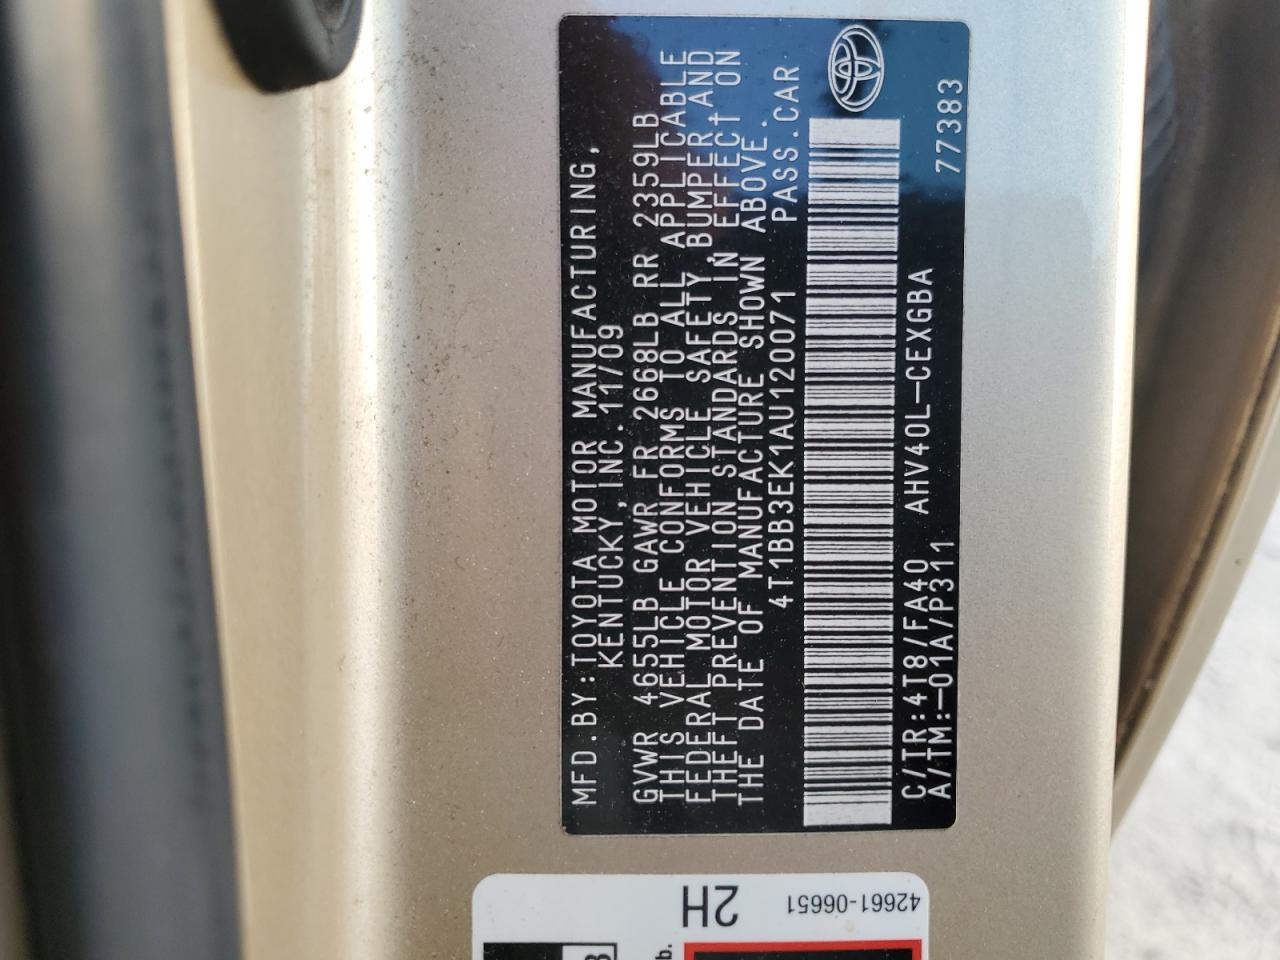 MFD.BY:TOYOTA MOTOR MANUFACTURING,
KENTUCKY,INC.11/09
GVWR 4655LB GAWR FR 2668LB RR 2359LB
THIS VEHICLE CONFORMS TO ALL APPLICABLE
FEDERAL MOTOR VEHICLE SAFETY,BUMPER,AND
THEFT PREVENTION STANDARDS IN EFFECT ON
THE DATE OF MANUFACTURE SHOWN ABOVE.
4T1BB3EK1AU120071 PASS.CAR
C/TR:4T8/FA40 AHV40L-CEXGBA 77383
A/TM:-01A/P311
42661-06651
2H